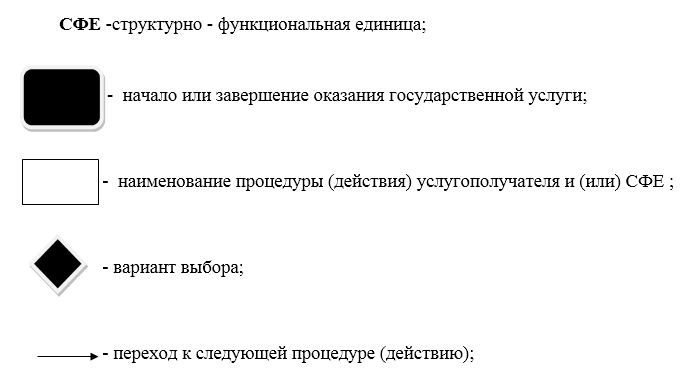 СФЕ -структурно - функциональная единица;
- начало или завершение оказания государственной услуги;
- наименование процедуры (действия) услугополучателя и (или) СФЕ ;
- вариант выбора;
- переход к следующей процедуре (действию);